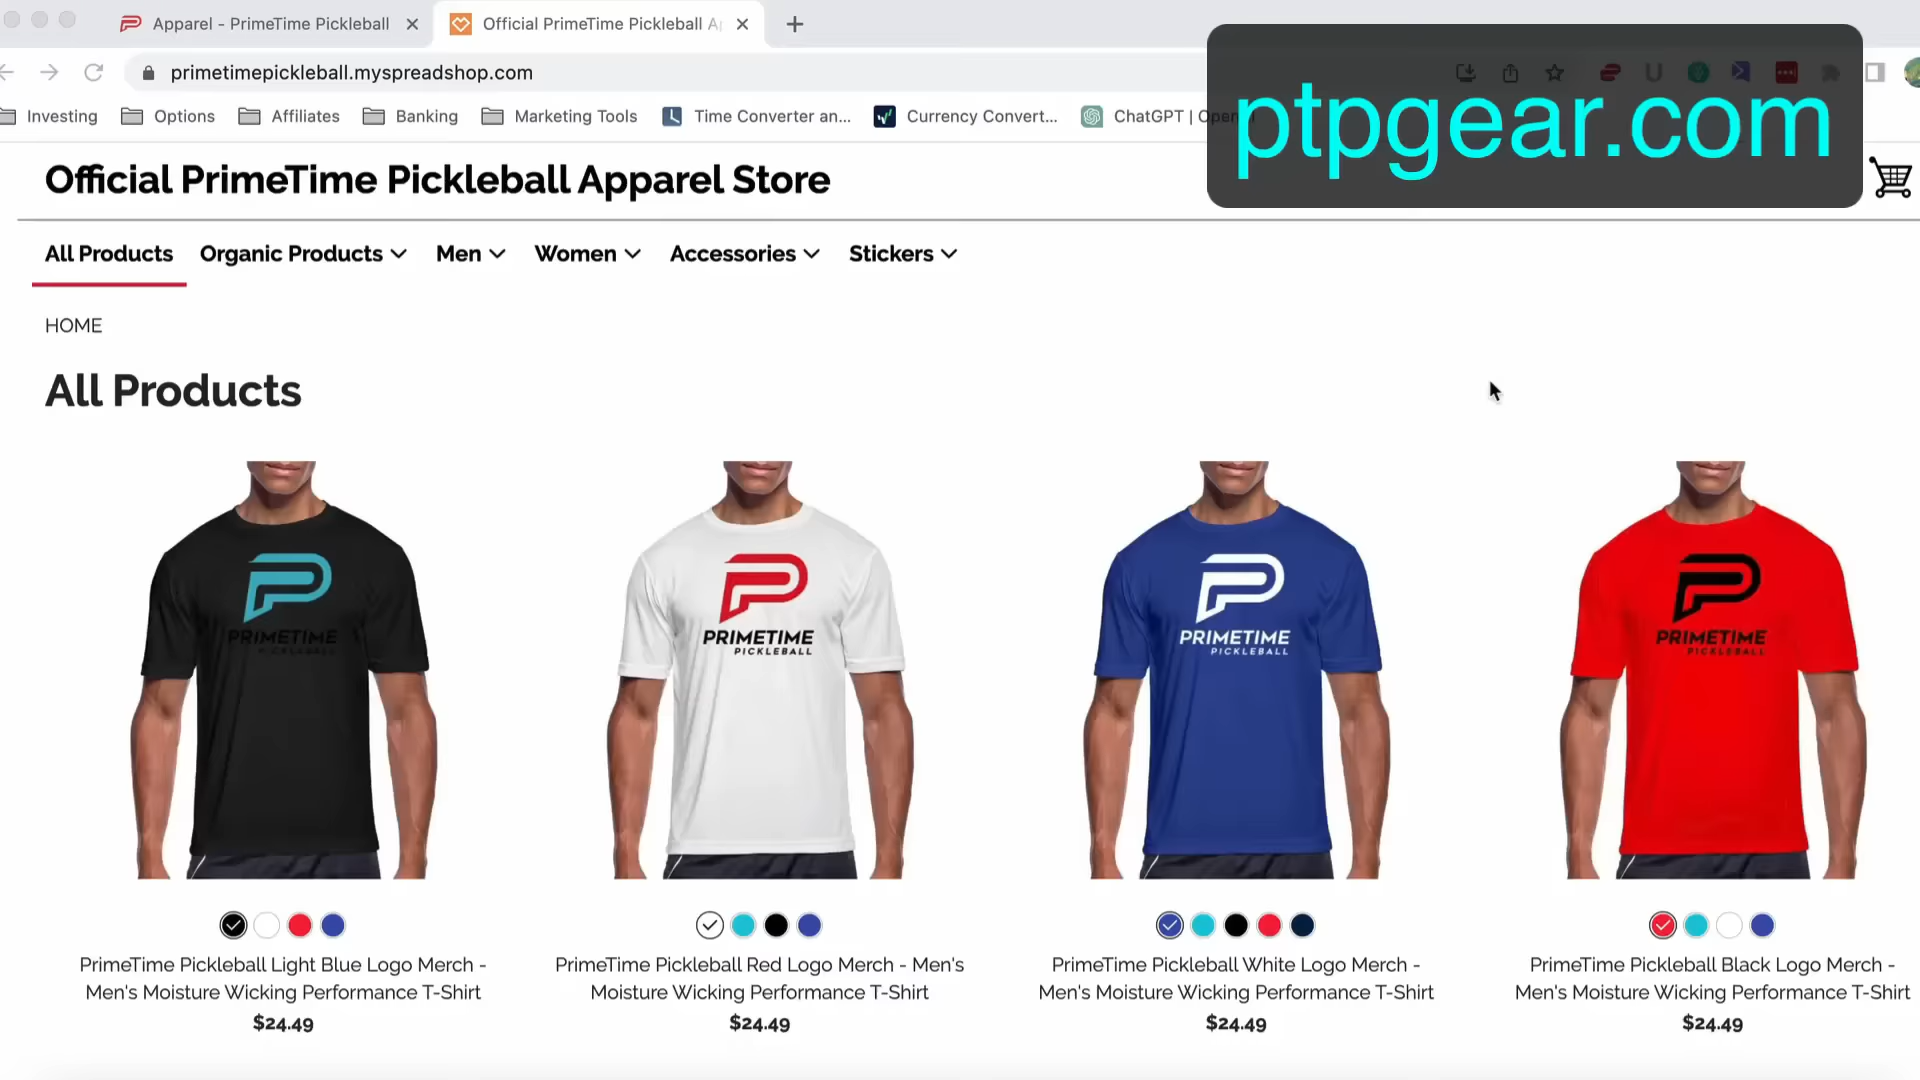 Apparel - PrimeTime Pickleball
Official PrimeTime Pickleball
primetimepickleball.myspreadshop.com
Investing
Options
Affiliates
Banking
Marketing Tools
Time Converter an...
Currency Convert...
ChatGPT |
ptpgear.com
Official PrimeTime Pickleball Apparel Store
All Products
Organic Products
Men
Women
Accessories
Stickers
HOME
All Products
PRIMETIME
PICKLEBALL
PRIMETIME
PICKLEBALL
PRIMETIME
PICKLEBALL
PRIMETIME
PICKLEBALL
PrimeTime Pickleball Light Blue Logo Merch -
Men's Moisture Wicking Performance T-Shirt
$24.49
PrimeTime Pickleball Red Logo Merch - Men's
Moisture Wicking Performance T-Shirt
$24.49
PrimeTime Pickleball White Logo Merch -
Men's Moisture Wicking Performance T-Shirt
$24.49
PrimeTime Pickleball Black Logo Merch -
Men's Moisture Wicking Performance T-Shirt
$24.49